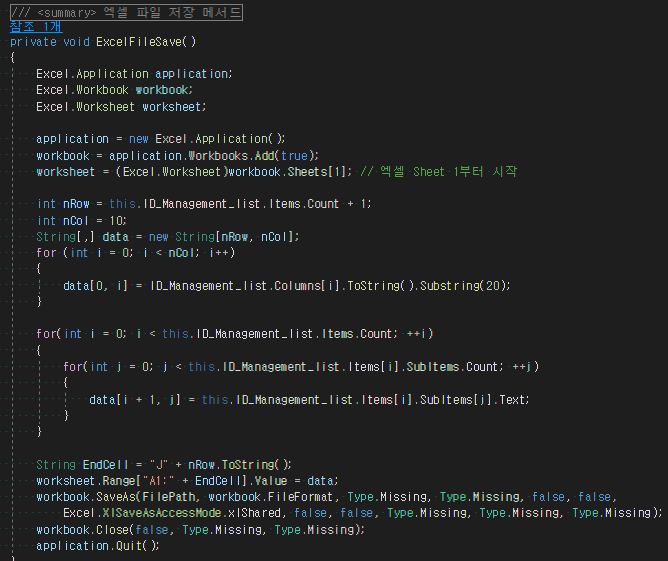 /// <summary> 엑셀 파일 저장 메서드
참조 1개
private void ExcelFileSave()
{
Excel.Application application;
Excel.Workbook workbook;
Excel.Worksheet worksheet;
application = new Excel.Application();
workbook = application.Workbooks.Add(true);
worksheet = (Excel.Worksheet)workbook.Sheets[1]; // 엑셀 Sheet 1부터 시작
int nRow = this.ID_Management_list.Items.Count + 1;
int nCol = 10;
String[,] data = new String[nRow, nCol];
for (int i = 0; i < nCol; i++)
{
data[0, i] = ID_Management_list.Columns[i].ToString().Substring(20);
}
for(int i = 0; i < this.ID_Management_list.Items.Count; ++i)
{
for(int j = 0; j < this.ID_Management_list.Items[i].SubItems.Count; ++j)
{
data[i + 1, j] = this.ID_Management_list.Items[i].SubItems[j].Text;
}
}
String EndCell = "J" + nRow.ToString();
worksheet.Range["A1:" + EndCell].Value = data;
workbook.SaveAs(FilePath, workbook.FileFormat, Type.Missing, Type.Missing, false, false,
Excel.XlSaveAsAccessMode.xlShared, false, false, Type.Missing, Type.Missing, Type.Missing);
workbook.Close(false, Type.Missing, Type.Missing);
application.Quit();
}